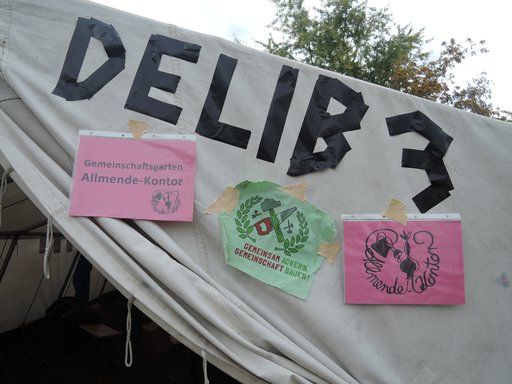 DELIB 3
Gemeinschaftsgarten
Allmende-Kontor
GEMEINSAM ACKERN,
GEMEINSCHAFT BAUEN!
Allmende Kontor